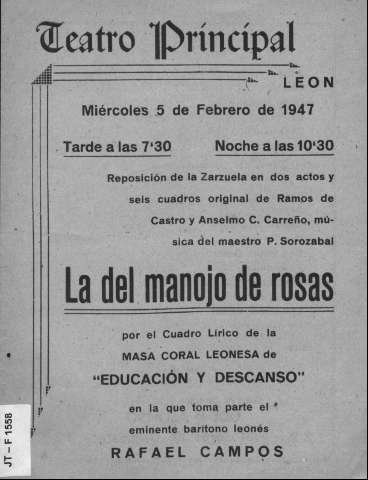 Teatro Principal
LEON
Miércoles 5 de Febrero de 1947
Tarde a las 7'30 Noche a las 10'30
Reposición de la Zarzuela en dos actos y
seis cuadros original de Ramos de
Castro y Anselmo C. Carreño, mú-
sica del maestro P. Sorozabal
La del manojo de rosas
por el Cuadro Lírico de la
MASA CORAL LEONESA de
“EDUCACIÓN Y DESCANSO”
en la que toma parte el
eminente barítono leonés
RAFAEL CAMPOS
JT – F 1558